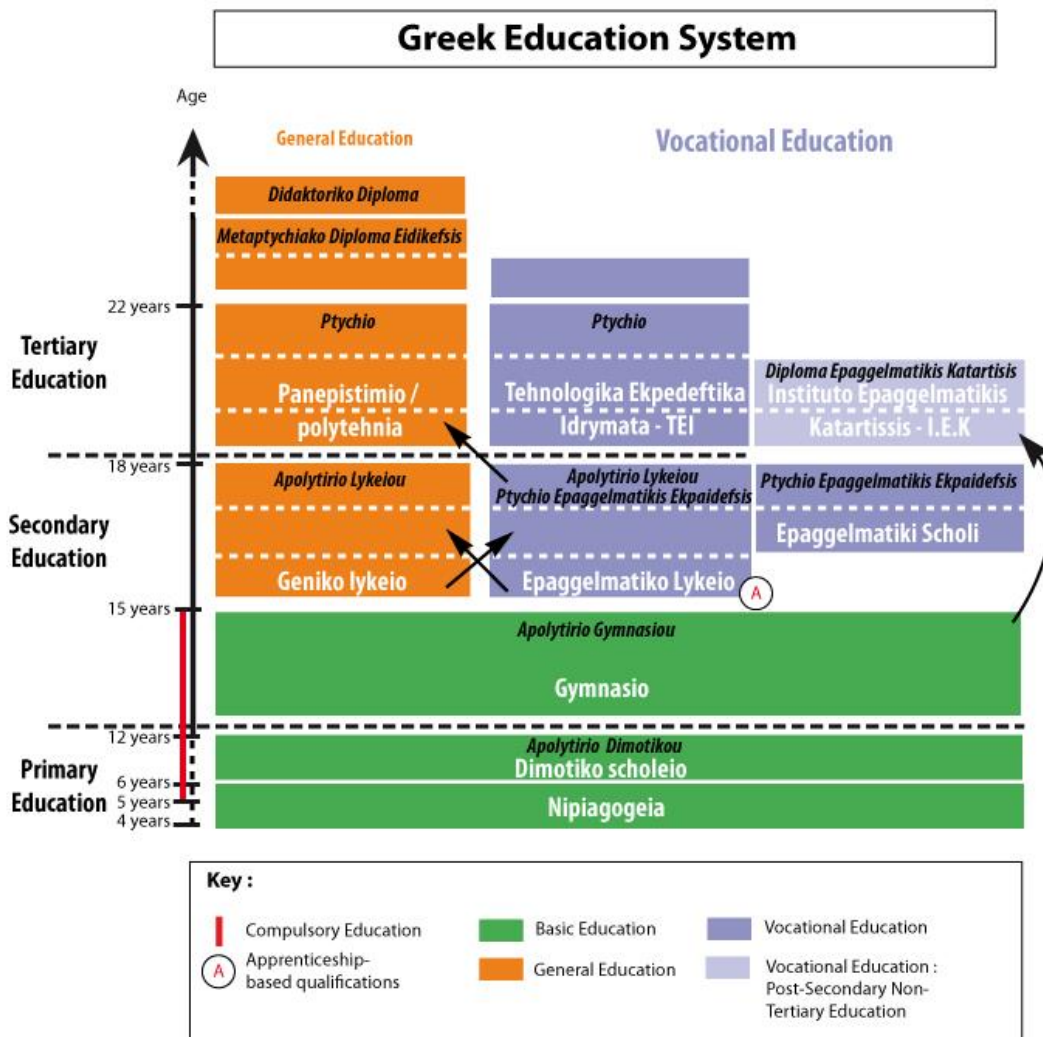 Greek Education System
Age
General Education
Vocational Education
Didaktoriko Diploma
Metaptychiako Diploma Eidikefsis
22 years
Tertiary
Education
Ptychio
Panepistimio /
polytehnia
Ptychio
Tehnologika Ekpedeftika
Idrymata - TEI
Diploma Epaggelmatikis Katartisis
Instituto Epaggelmatikis
Katartissis - I.E.K
18 years
Secondary
Education
Apolytirio Lykeiou
Geniko lykeio
Apolytirio Lykeiou
Ptychio Epaggelmatikis Ekpaidefsis
Epaggelmatiko Lykeio
A
Ptychio Epaggelmatikis Ekpaidefsis
Epaggelmatiki Scholi
15 years
Apolytirio Gymnasiou
Gymnasio
12 years
Primary
Education
Apolytirio Dimotikou
Dimotiko scholeio
6 years
5 years
4 years
Nipiagogeia
Key :
Compulsory Education
A
Apprenticeship-
based qualifications
Basic Education
General Education
Vocational Education
Vocational Education :
Post-Secondary Non-
Tertiary Education